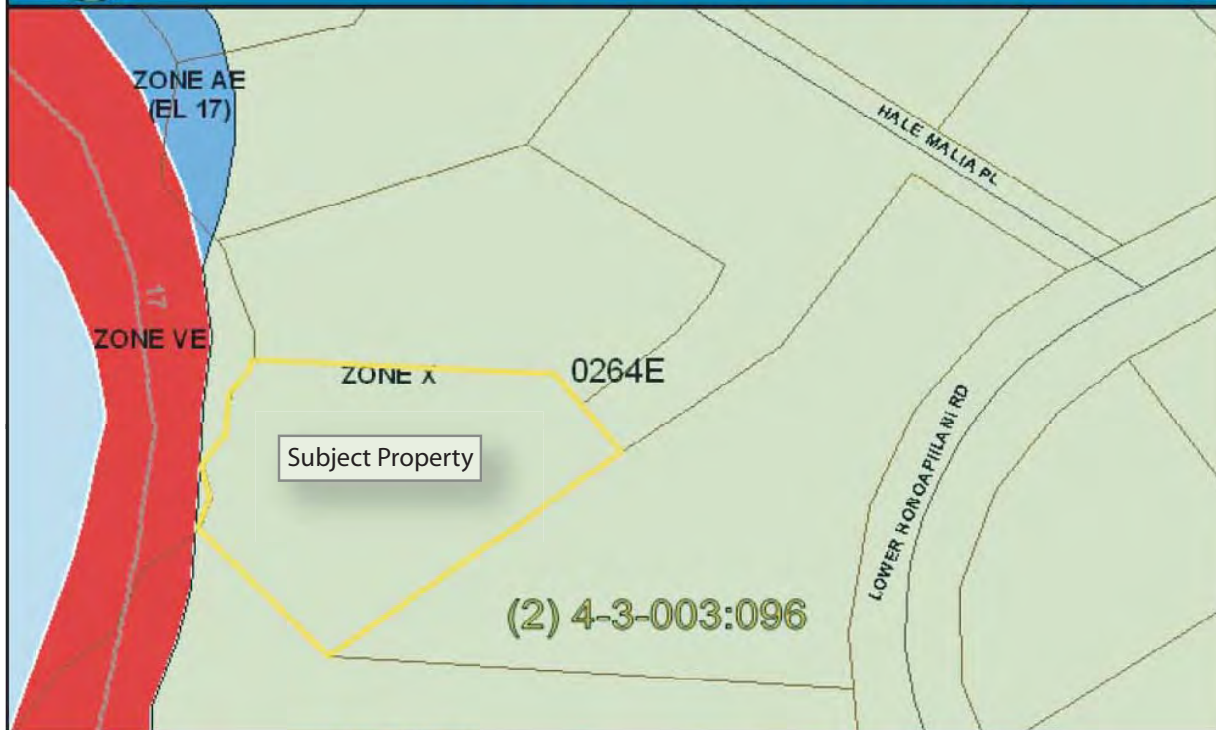 ZONE AE
(EL 17)
HALE MALIA PL
17
ZONE VE
ZONE X
0264E
Subject Property
LOWER HONOAPIILANI RD
(2) 4-3-003:096